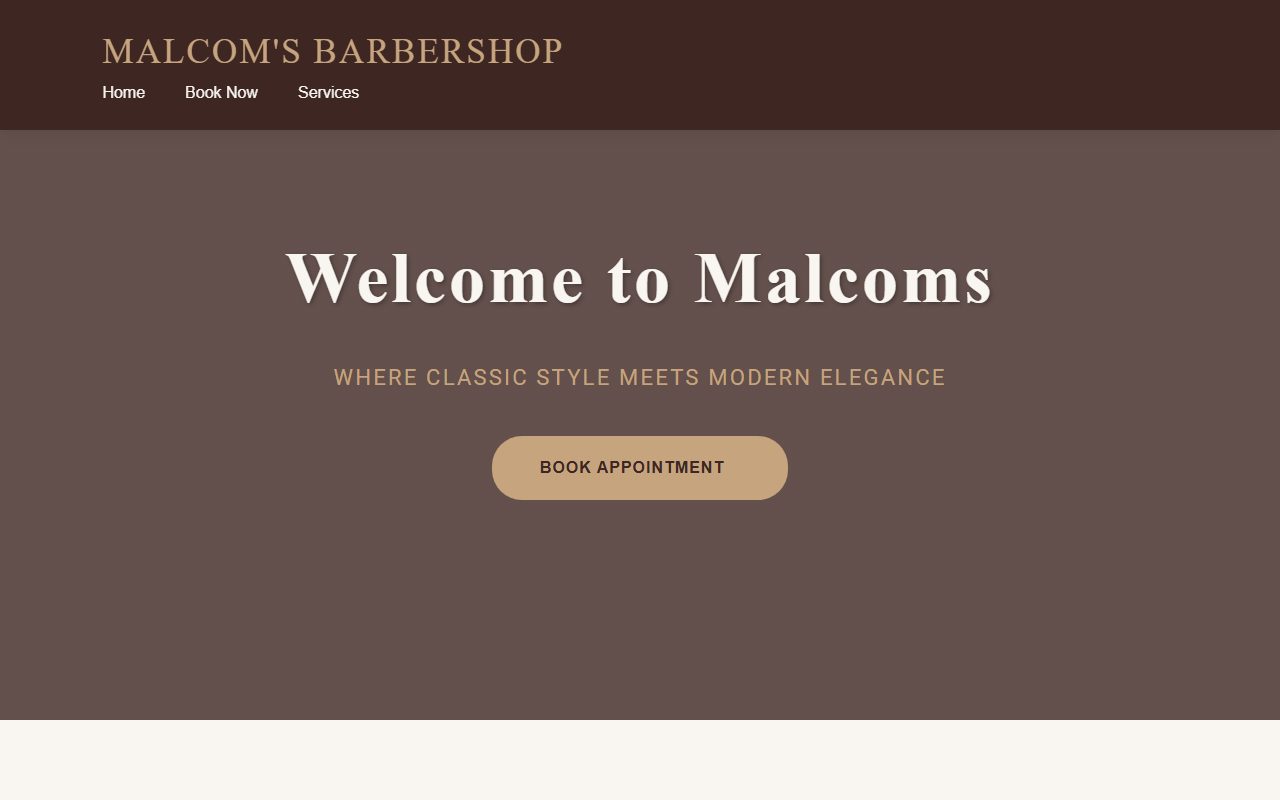 MALCOM'S BARBERSHOP
Home Book Now Services
Welcome to Malcoms
WHERE CLASSIC STYLE MEETS MODERN ELEGANCE
BOOK APPOINTMENT